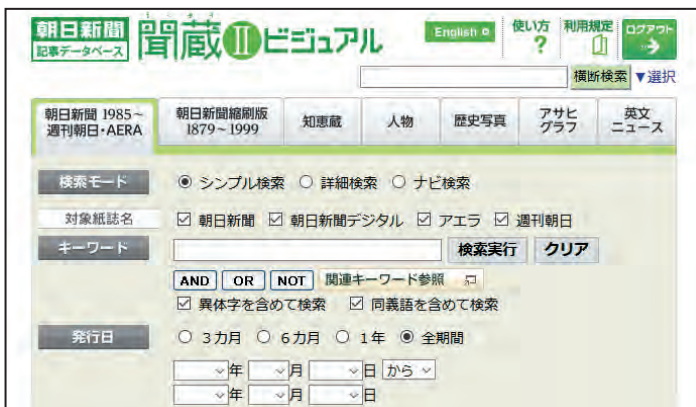 朝日新聞 記事データベース 聞蔵Ⅱビジュアル English 使い方 ? 利用規定 ログアウト
きくぞう
横断検索 ▼選択
朝日新聞 1985~ 週刊朝日・AERA
朝日新聞縮刷版 1879~1999
知恵蔵
人物
歴史写真
アサヒグラフ
英文ニュース
検索モード シンプル検索 詳細検索 ナビ検索
対象紙誌名 朝日新聞 朝日新聞デジタル アエラ 週刊朝日
キーワード 検索実行 クリア
AND OR NOT 関連キーワード参照
異体字を含めて検索 同義語を含めて検索
発行日 3カ月 6カ月 1年 全期間
年 月 日 から
年 月 日